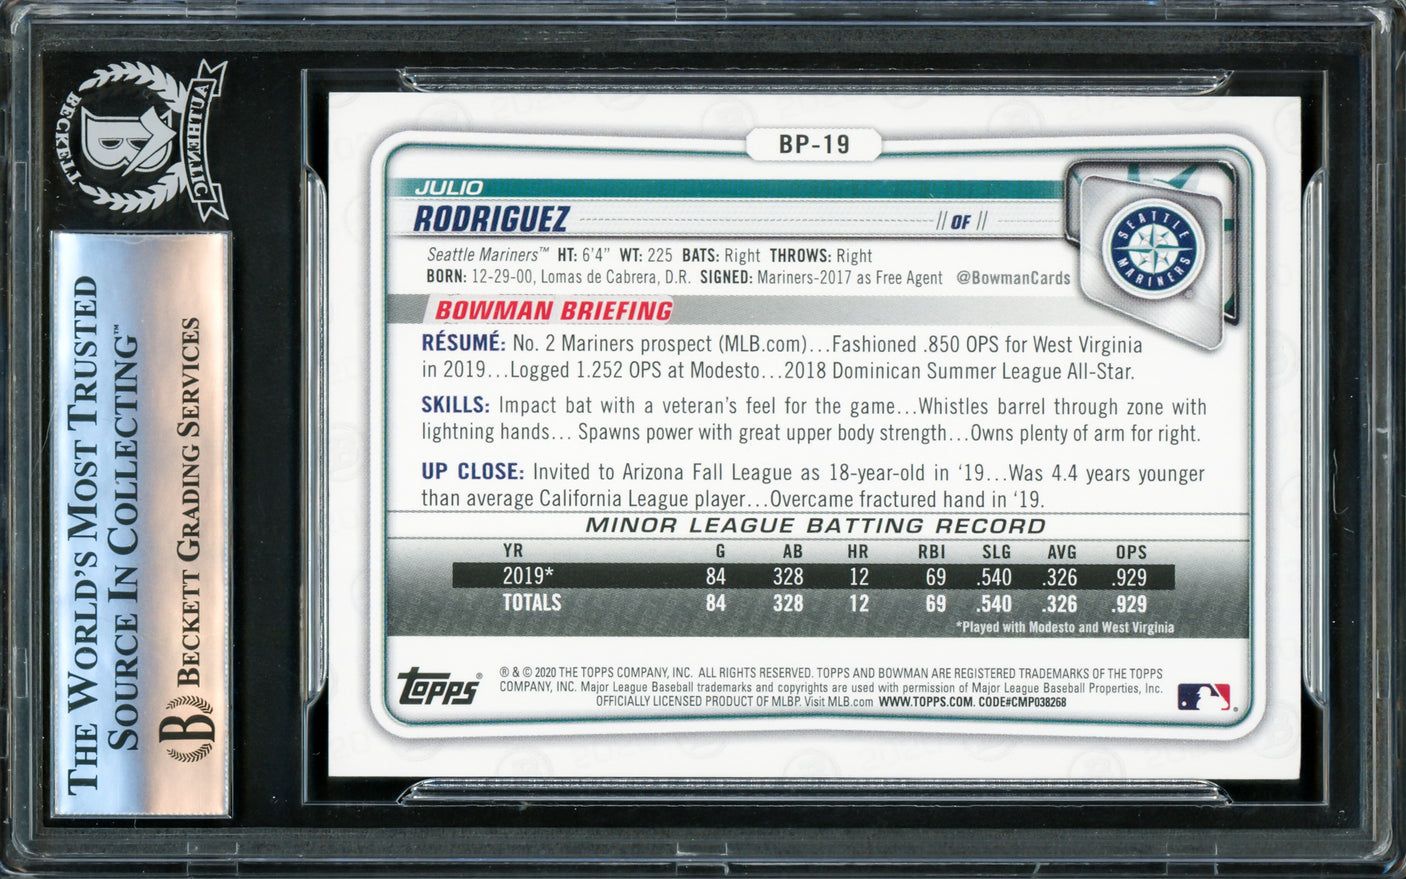 BECKETT
AUTHENTIC
THE WORLD'S MOST TRUSTED
SOURCE IN COLLECTING™
BECKETT GRADING SERVICES
BP-19
JULIO
RODRIGUEZ // OF //
SEATTLE MARINERS
Seattle Mariners™ HT: 6'4" WT: 225 BATS: Right THROWS: Right
BORN: 12-29-00, Lomas de Cabrera, D.R. SIGNED: Mariners-2017 as Free Agent @BowmanCards
BOWMAN BRIEFING
RÉSUMÉ: No. 2 Mariners prospect (MLB.com)...Fashioned .850 OPS for West Virginia
in 2019...Logged 1.252 OPS at Modesto...2018 Dominican Summer League All-Star.
SKILLS: Impact bat with a veteran's feel for the game...Whistles barrel through zone with
lightning hands... Spawns power with great upper body strength...Owns plenty of arm for right.
UP CLOSE: Invited to Arizona Fall League as 18-year-old in '19...Was 4.4 years younger
than average California League player...Overcame fractured hand in '19.
MINOR LEAGUE BATTING RECORD
YR G AB HR RBI SLG AVG OPS
2019* 84 328 12 69 .540 .326 .929
TOTALS 84 328 12 69 .540 .326 .929
*Played with Modesto and West Virginia
Topps®
® & © 2020 THE TOPPS COMPANY, INC. ALL RIGHTS RESERVED. TOPPS AND BOWMAN ARE REGISTERED TRADEMARKS OF THE TOPPS
COMPANY, INC. Major League Baseball trademarks and copyrights are used with permission of Major League Baseball Properties, Inc.
OFFICIALLY LICENSED PRODUCT OF MLBP. Visit MLB.com WWW.TOPPS.COM. CODE#CMP038268